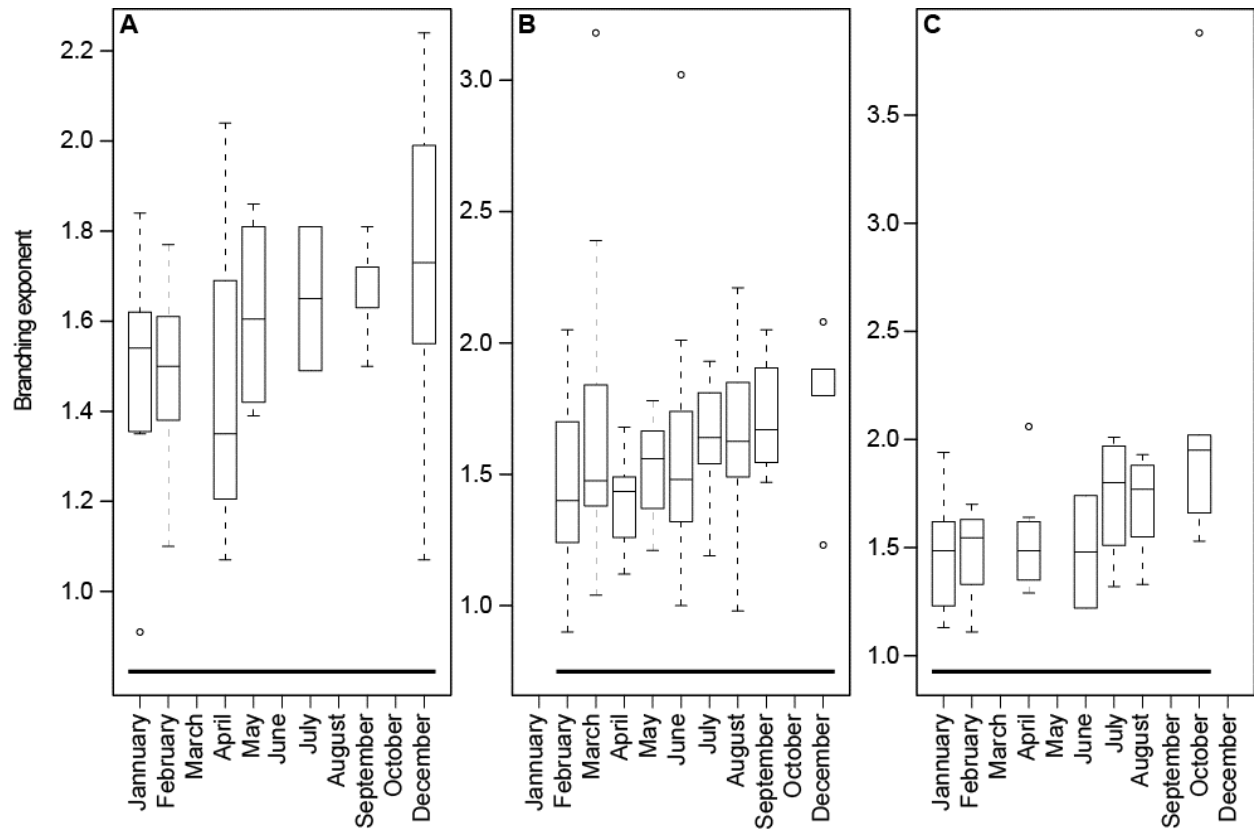 Branching exponent
A
2.2
2.0
1.8
1.6
1.4
1.2
1.0
Jannuary
February
March
April
May
June
July
August
September
October
December
B
3.0
2.5
2.0
1.5
1.0
Jannuary
February
March
April
May
June
July
August
September
October
December
C
3.5
3.0
2.5
2.0
1.5
1.0
Jannuary
February
March
April
May
June
July
August
September
October
December